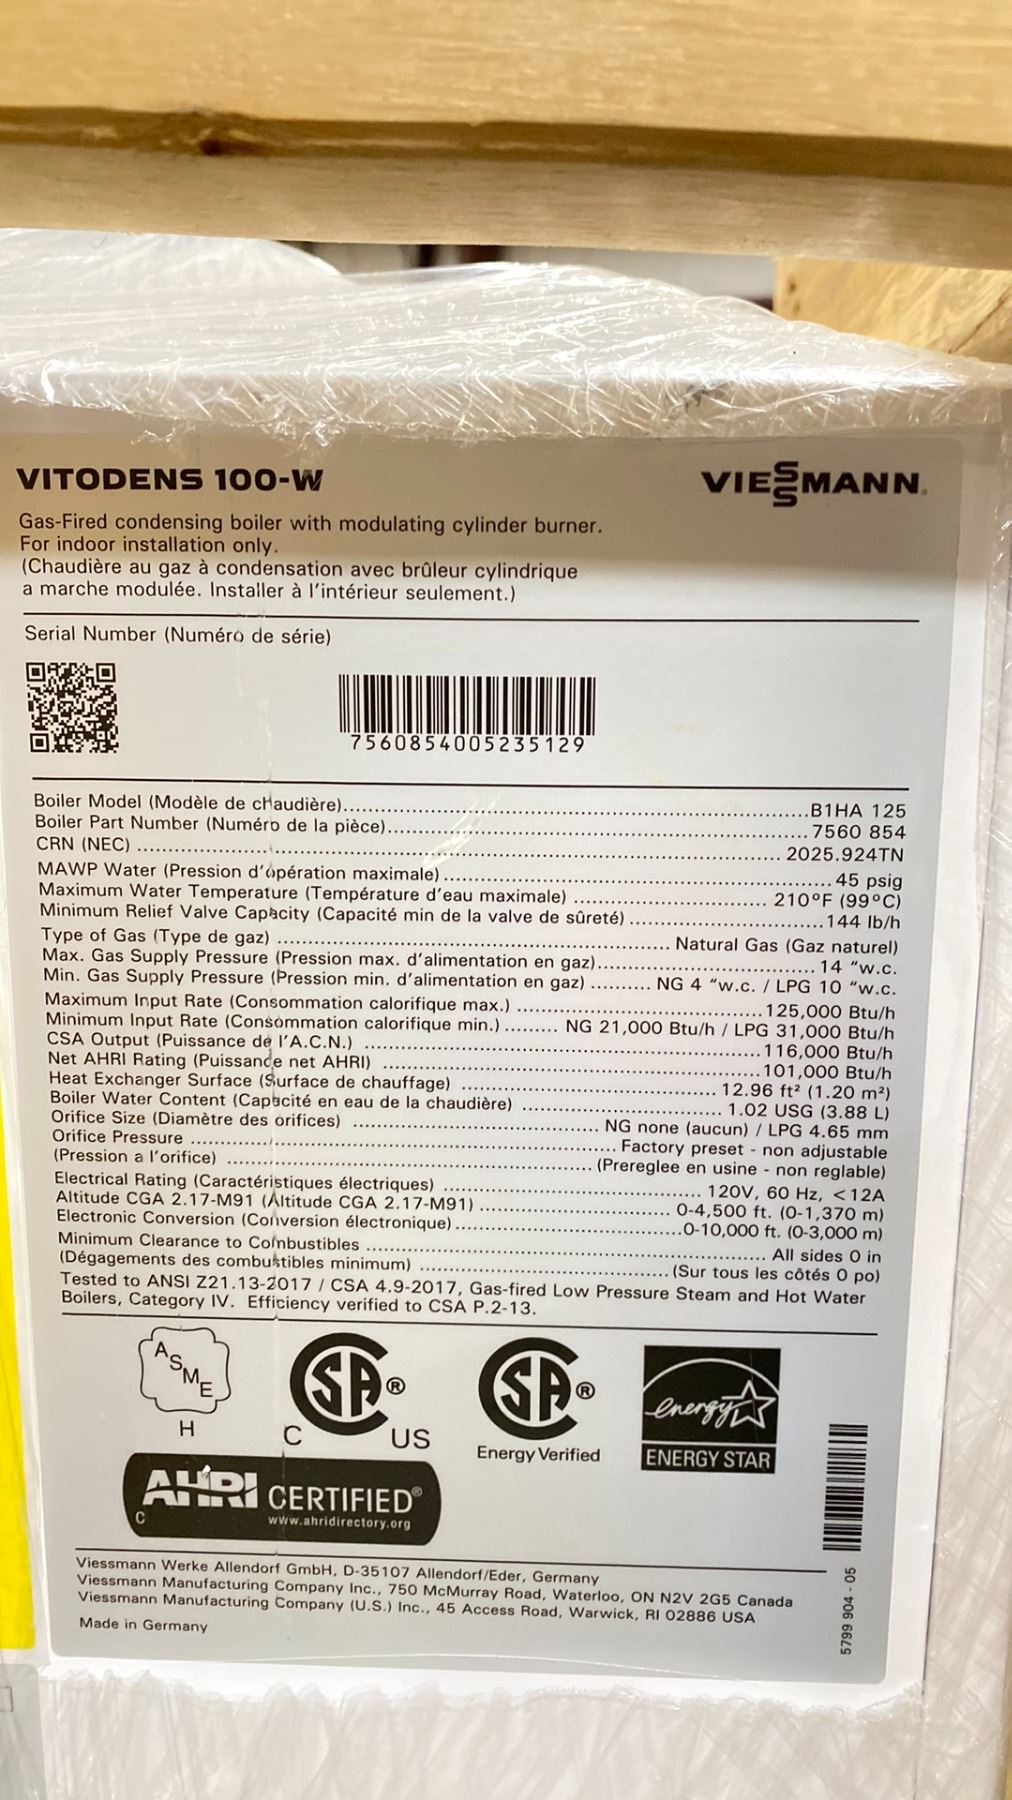 VITODENS 100-W
VIESSMANN
Gas-Fired condensing boiler with modulating cylinder burner.
For indoor installation only.
(Chaudière au gaz à condensation avec brûleur cylindrique
a marche modulée. Installer à l'intérieur seulement.)
Serial Number (Numéro de série)
7560854005235129
Boiler Model (Modèle de chaudière)....B1HA 125
Boiler Part Number (Numéro de la pièce)....7560 854
CRN (NEC) ....2025.924TN
MAWP Water (Pression d'opération maximale)....45 psig
Maximum Water Temperature (Température d'eau maximale) ....210°F (99°C)
Minimum Relief Valve Capacity (Capacité min de la valve de sûreté) ....144 lb/h
Type of Gas (Type de gaz) ....Natural Gas (Gaz naturel)
Max. Gas Supply Pressure (Pression max. d'alimentation en gaz)....14 "w.c.
Min. Gas Supply Pressure (Pression min. d'alimentation en gaz) ....NG 4 "w.c. / LPG 10 "w.c.
Maximum Input Rate (Consommation calorifique max.) ....125,000 Btu/h
Minimum Input Rate (Consommation calorifique min.) ....NG 21,000 Btu/h / LPG 31,000 Btu/h
CSA Output (Puissance de l'A.C.N.) ....116,000 Btu/h
Net AHRI Rating (Puissance net AHRI) ....101,000 Btu/h
Heat Exchanger Surface (Surface de chauffage) ....12.96 ft² (1.20 m²)
Boiler Water Content (Capacité en eau de la chaudière) ....1.02 USG (3.88 L)
Orifice Size (Diamètre des orifices) ....NG none (aucun) / LPG 4.65 mm
Orifice Pressure ....Factory preset - non adjustable
(Pression a l'orifice) ....(Prereglee en usine - non reglable)
Electrical Rating (Caractéristiques électriques) ....120V, 60 Hz, <12A
Altitude CGA 2.17-M91 (Altitude CGA 2.17-M91) ....0-4,500 ft. (0-1,370 m)
Electronic Conversion (Conversion électronique)....0-10,000 ft. (0-3,000 m)
Minimum Clearance to Combustibles ....All sides 0 in
(Dégagements des combustibles minimum) ....(Sur tous les côtés 0 po)
Tested to ANSI Z21.13-2017 / CSA 4.9-2017, Gas-fired Low Pressure Steam and Hot Water
Boilers, Category IV. Efficiency verified to CSA P.2-13.
ASME
H
SA®
C US
SA®
Energy Verified
energy
ENERGY STAR
AHRI CERTIFIED®
C www.ahridirectory.org
Viessmann Werke Allendorf GmbH, D-35107 Allendorf/Eder, Germany
Viessmann Manufacturing Company Inc., 750 McMurray Road, Waterloo, ON N2V 2G5 Canada
Viessmann Manufacturing Company (U.S.) Inc., 45 Access Road, Warwick, RI 02886 USA
Made in Germany
5799 904 - 05